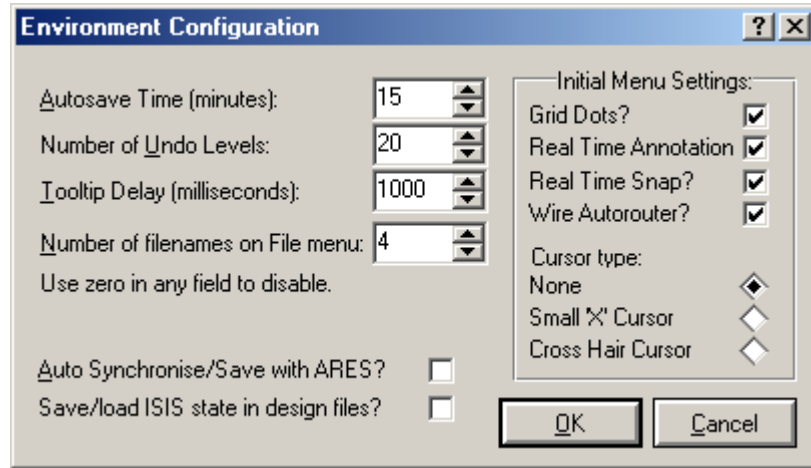 Environment Configuration
Autosave Time (minutes): 15
Number of Undo Levels: 20
Tooltip Delay (milliseconds): 1000
Number of filenames on File menu: 4
Use zero in any field to disable.
Auto Synchronise/Save with ARES?
Save/load ISIS state in design files?
Initial Menu Settings:
Grid Dots?
Real Time Annotation
Real Time Snap?
Wire Autorouter?
Cursor type:
None
Small 'X' Cursor
Cross Hair Cursor
OK Cancel